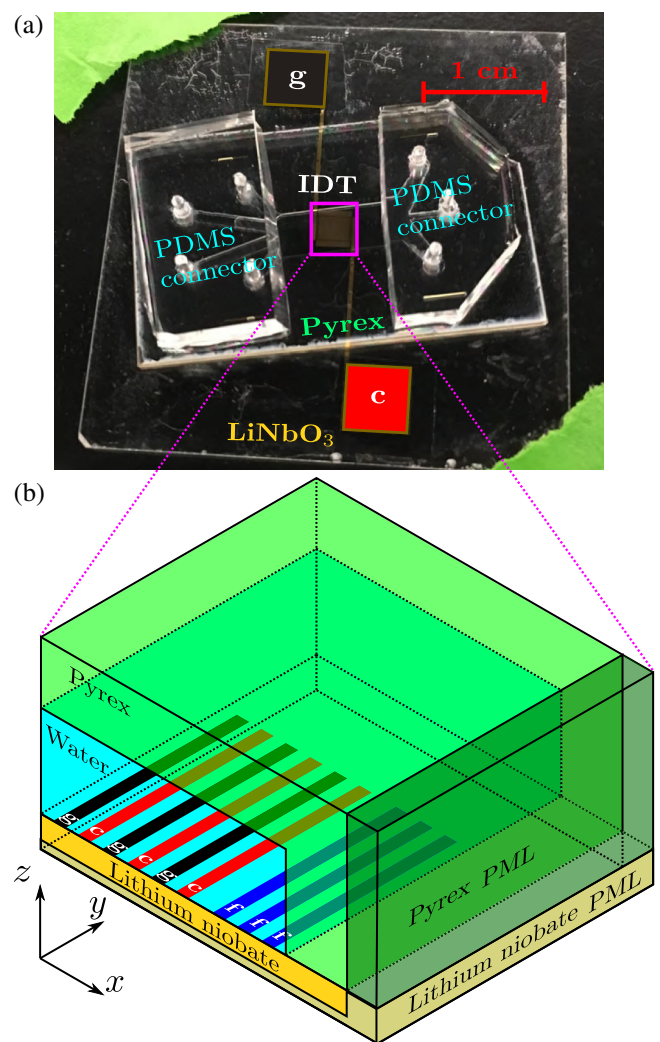 (a)
g
1 cm
IDT
PDMS
connector
PDMS
connector
Pyrex
c
LiNbO₃
(b)
Pyrex
Water
g
c
g
c
g
c
f
f
f
Lithium niobate
Pyrex PML
Lithium niobate PML
z
y
x